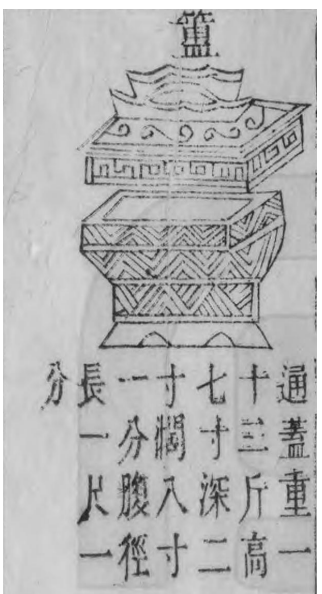 簠
通蓋重一
十三斤高
七寸深二
寸闊八寸
一分腹徑
長一尺一
分